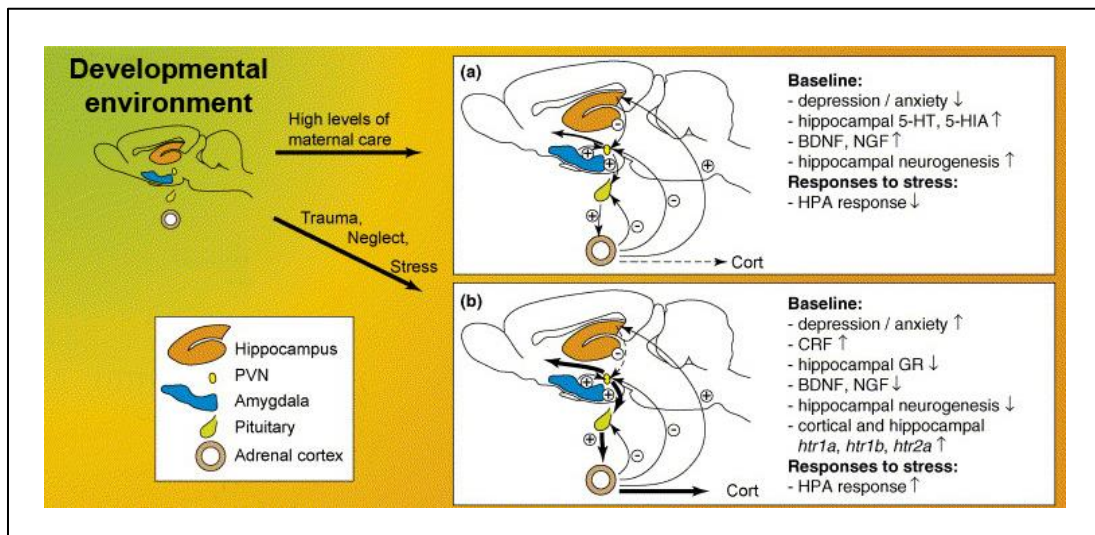 Developmental
environment
High levels of
maternal care
Trauma,
Neglect,
Stress
Hippocampus
PVN
Amygdala
Pituitary
Adrenal cortex
(a)
⊖
⊕
⊕
⊕
⊖
⊕
⊖
Cort
Baseline:
- depression / anxiety ↓
- hippocampal 5-HT, 5-HIA ↑
- BDNF, NGF ↑
- hippocampal neurogenesis ↑
Responses to stress:
- HPA response ↓
(b)
⊖
⊕
⊕
⊕
⊖
⊕
⊖
Cort
Baseline:
- depression / anxiety ↑
- CRF ↑
- hippocampal GR ↓
- BDNF, NGF ↓
- hippocampal neurogenesis ↓
- cortical and hippocampal
htr1a, htr1b, htr2a ↑
Responses to stress:
- HPA response ↑